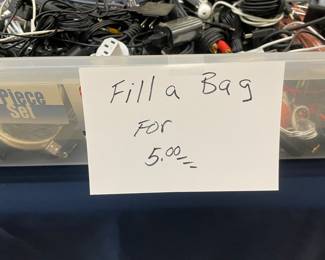 Piece
Set
Fill a Bag
FOR
5.00